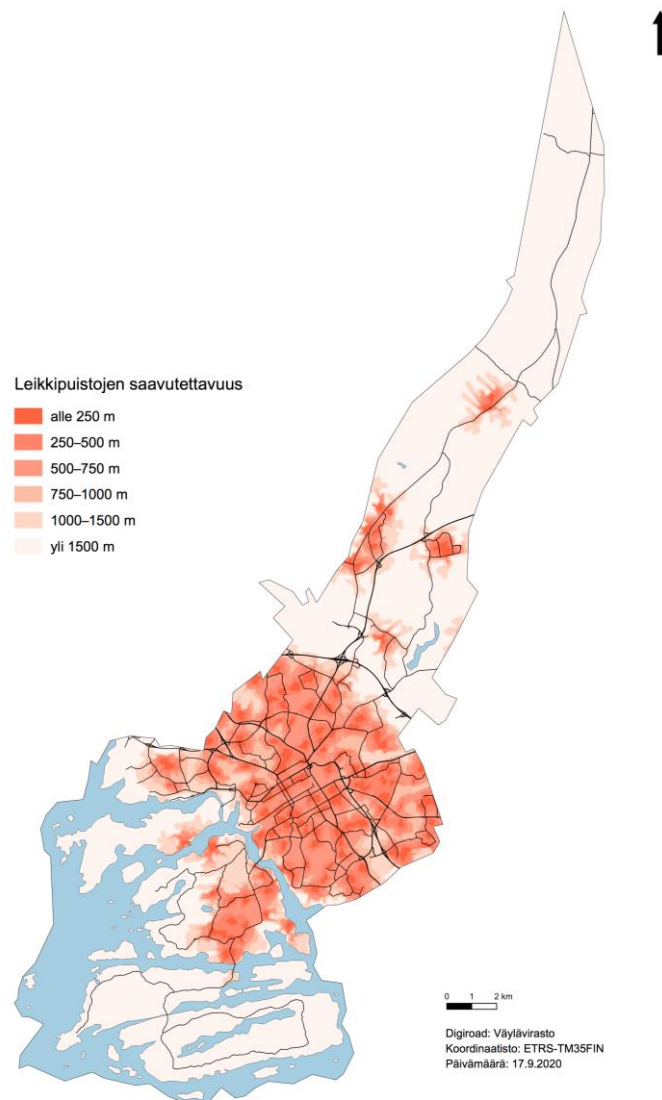 Leikkipuistojen saavutettavuus
alle 250 m
250–500 m
500–750 m
750–1000 m
1000–1500 m
yli 1500 m
0 1 2 km
Digiroad: Väylävirasto
Koordinaatisto: ETRS-TM35FIN
Päivämäärä: 17.9.2020